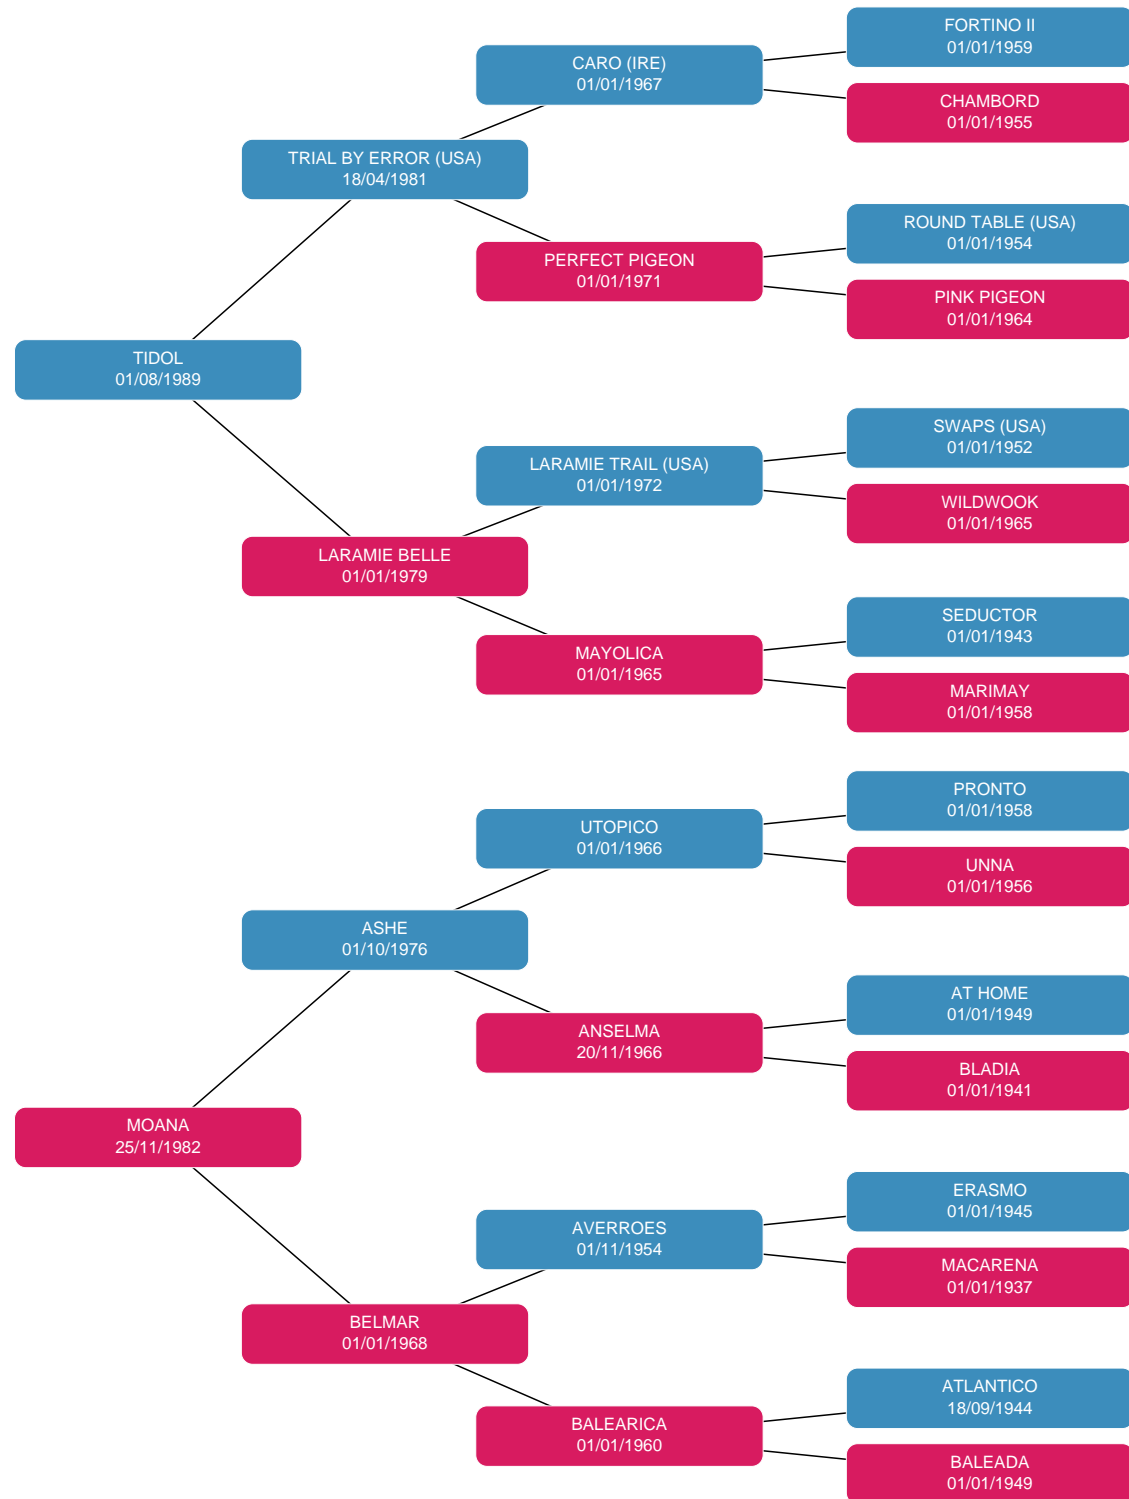 FORTINO II
01/01/1959
CARO (IRE)
01/01/1967
CHAMBORD
01/01/1955
TRIAL BY ERROR (USA)
18/04/1981
ROUND TABLE (USA)
01/01/1954
PERFECT PIGEON
01/01/1971
PINK PIGEON
01/01/1964
TIDOL
01/08/1989
SWAPS (USA)
01/01/1952
LARAMIE TRAIL (USA)
01/01/1972
WILDWOOK
01/01/1965
LARAMIE BELLE
01/01/1979
SEDUCTOR
01/01/1943
MAYOLICA
01/01/1965
MARIMAY
01/01/1958
PRONTO
01/01/1958
UTOPICO
01/01/1966
UNNA
01/01/1956
ASHE
01/10/1976
AT HOME
01/01/1949
ANSELMA
20/11/1966
BLADIA
01/01/1941
MOANA
25/11/1982
ERASMO
01/01/1945
AVERROES
01/11/1954
MACARENA
01/01/1937
BELMAR
01/01/1968
ATLANTICO
18/09/1944
BALEARICA
01/01/1960
BALEADA
01/01/1949